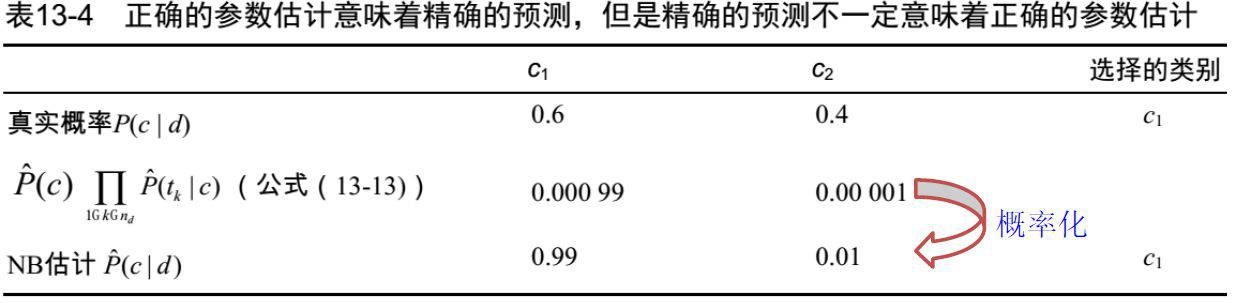 表13-4 正确的参数估计意味着精确的预测，但是精确的预测不一定意味着正确的参数估计
c₁ c₂ 选择的类别
真实概率P(c | d) 0.6 0.4 c₁
P̂(c) ∏ 1G kG n_d P̂(t_k | c) （公式（13-13)） 0.000 99 0.00 001
概率化
NB估计 P̂(c | d) 0.99 0.01 c₁